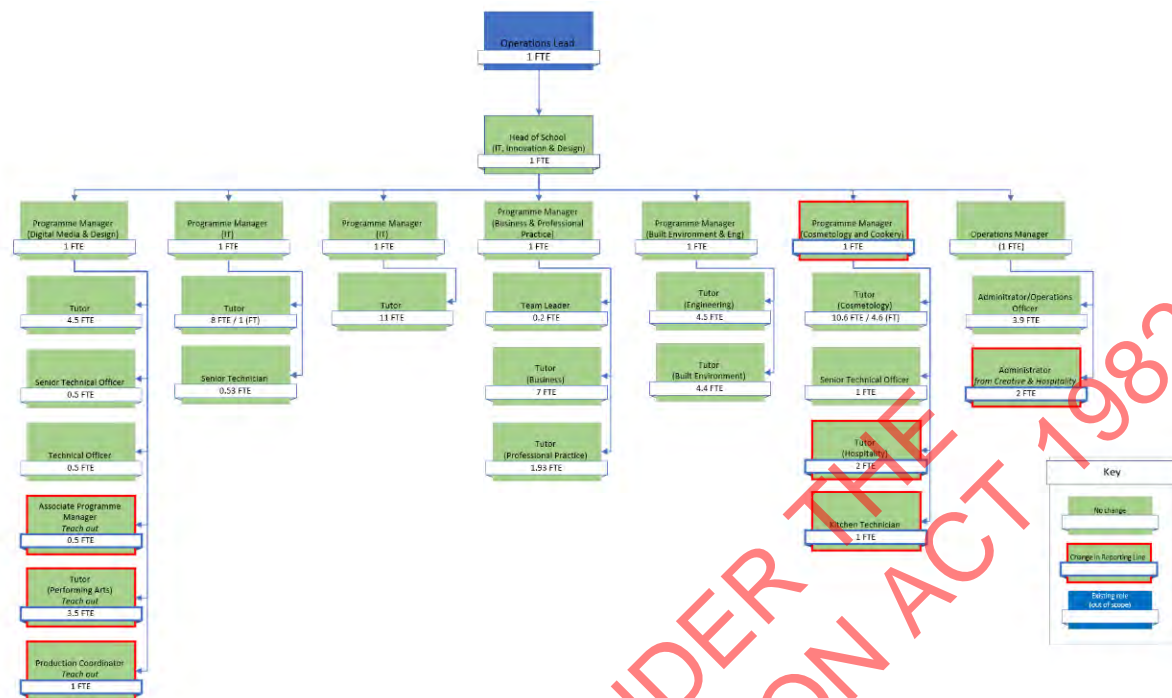 Operations Lead
1 FTE
Head of School
(IT, Innovation & Design)
1 FTE
Programme Manager
(Digital Media & Design)
1 FTE
Tutor
4.5 FTE
Senior Technical Officer
0.5 FTE
Technical Officer
0.5 FTE
Associate Programme
Manager
Teach out
0.5 FTE
Tutor
(Performing Arts)
Teach out
3.5 FTE
Production Coordinator
Teach out
1 FTE
Programme Manager
(IT)
1 FTE
Tutor
8 FTE / 1 (FT)
Senior Technician
0.53 FTE
Programme Manager
(IT)
1 FTE
Tutor
11 FTE
Programme Manager
(Business & Professional
Practice)
1 FTE
Team Leader
0.2 FTE
Tutor
(Business)
7 FTE
Tutor
(Professional Practice)
1.93 FTE
Programme Manager
(Built Environment & Eng)
1 FTE
Tutor
(Engineering)
4.5 FTE
Tutor
(Built Environment)
4.4 FTE
Programme Manager
(Cosmetology and Cookery)
1 FTE
Tutor
(Cosmetology)
10.6 FTE / 4.6 (FT)
Senior Technical Officer
1 FTE
Tutor
(Hospitality)
2 FTE
Kitchen Technician
1 FTE
Operations Manager
(1 FTE)
Administrator/Operations
Officer
3.9 FTE
Administrator
from Creative & Hospitality
2 FTE
Key
No change
Change in Reporting Line
Existing role
(out of scope)
UNDER THE
ON ACT 1982